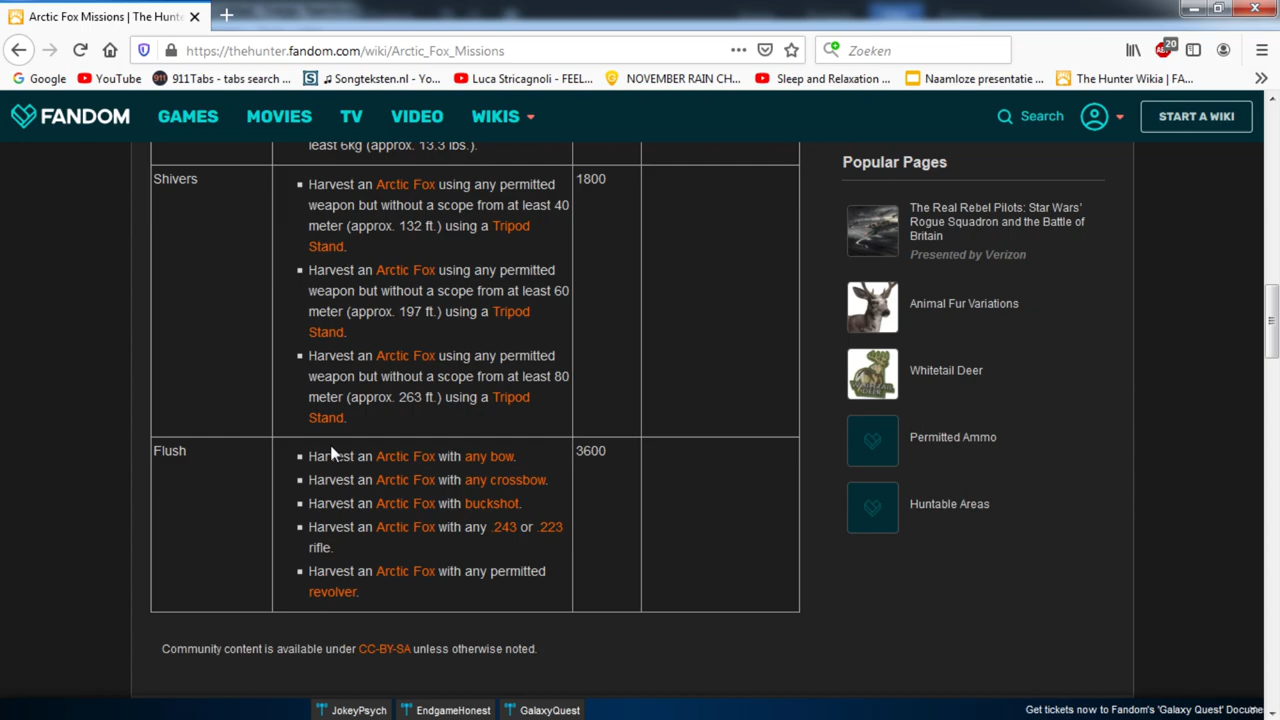 Arctic Fox Missions | The Hunte
https://thehunter.fandom.com/wiki/Arctic_Fox_Missions
Zoeken
20
Google
YouTube
911Tabs - tabs search ...
♫ Songteksten.nl - Yo...
Luca Stricagnoli - FEEL...
NOVEMBER RAIN CH...
Sleep and Relaxation ...
Naamloze presentatie ...
The Hunter Wikia | FA...
FANDOM
GAMES
MOVIES
TV
VIDEO
WIKIS
Search
START A WIKI
least 6kg (approx. 13.3 lbs.).
Shivers
Harvest an Arctic Fox using any permitted
weapon but without a scope from at least 40
meter (approx. 132 ft.) using a Tripod
Stand.
Harvest an Arctic Fox using any permitted
weapon but without a scope from at least 60
meter (approx. 197 ft.) using a Tripod
Stand.
Harvest an Arctic Fox using any permitted
weapon but without a scope from at least 80
meter (approx. 263 ft.) using a Tripod
Stand.
1800
Flush
Harvest an Arctic Fox with any bow.
Harvest an Arctic Fox with any crossbow.
Harvest an Arctic Fox with buckshot.
Harvest an Arctic Fox with any .243 or .223
rifle.
Harvest an Arctic Fox with any permitted
revolver.
3600
Community content is available under CC-BY-SA unless otherwise noted.
Popular Pages
The Real Rebel Pilots: Star Wars'
Rogue Squadron and the Battle of
Britain
Presented by Verizon
Animal Fur Variations
Whitetail Deer
Permitted Ammo
Huntable Areas
JokeyPsych
EndgameHonest
GalaxyQuest
Get tickets now to Fandom's 'Galaxy Quest' Docume